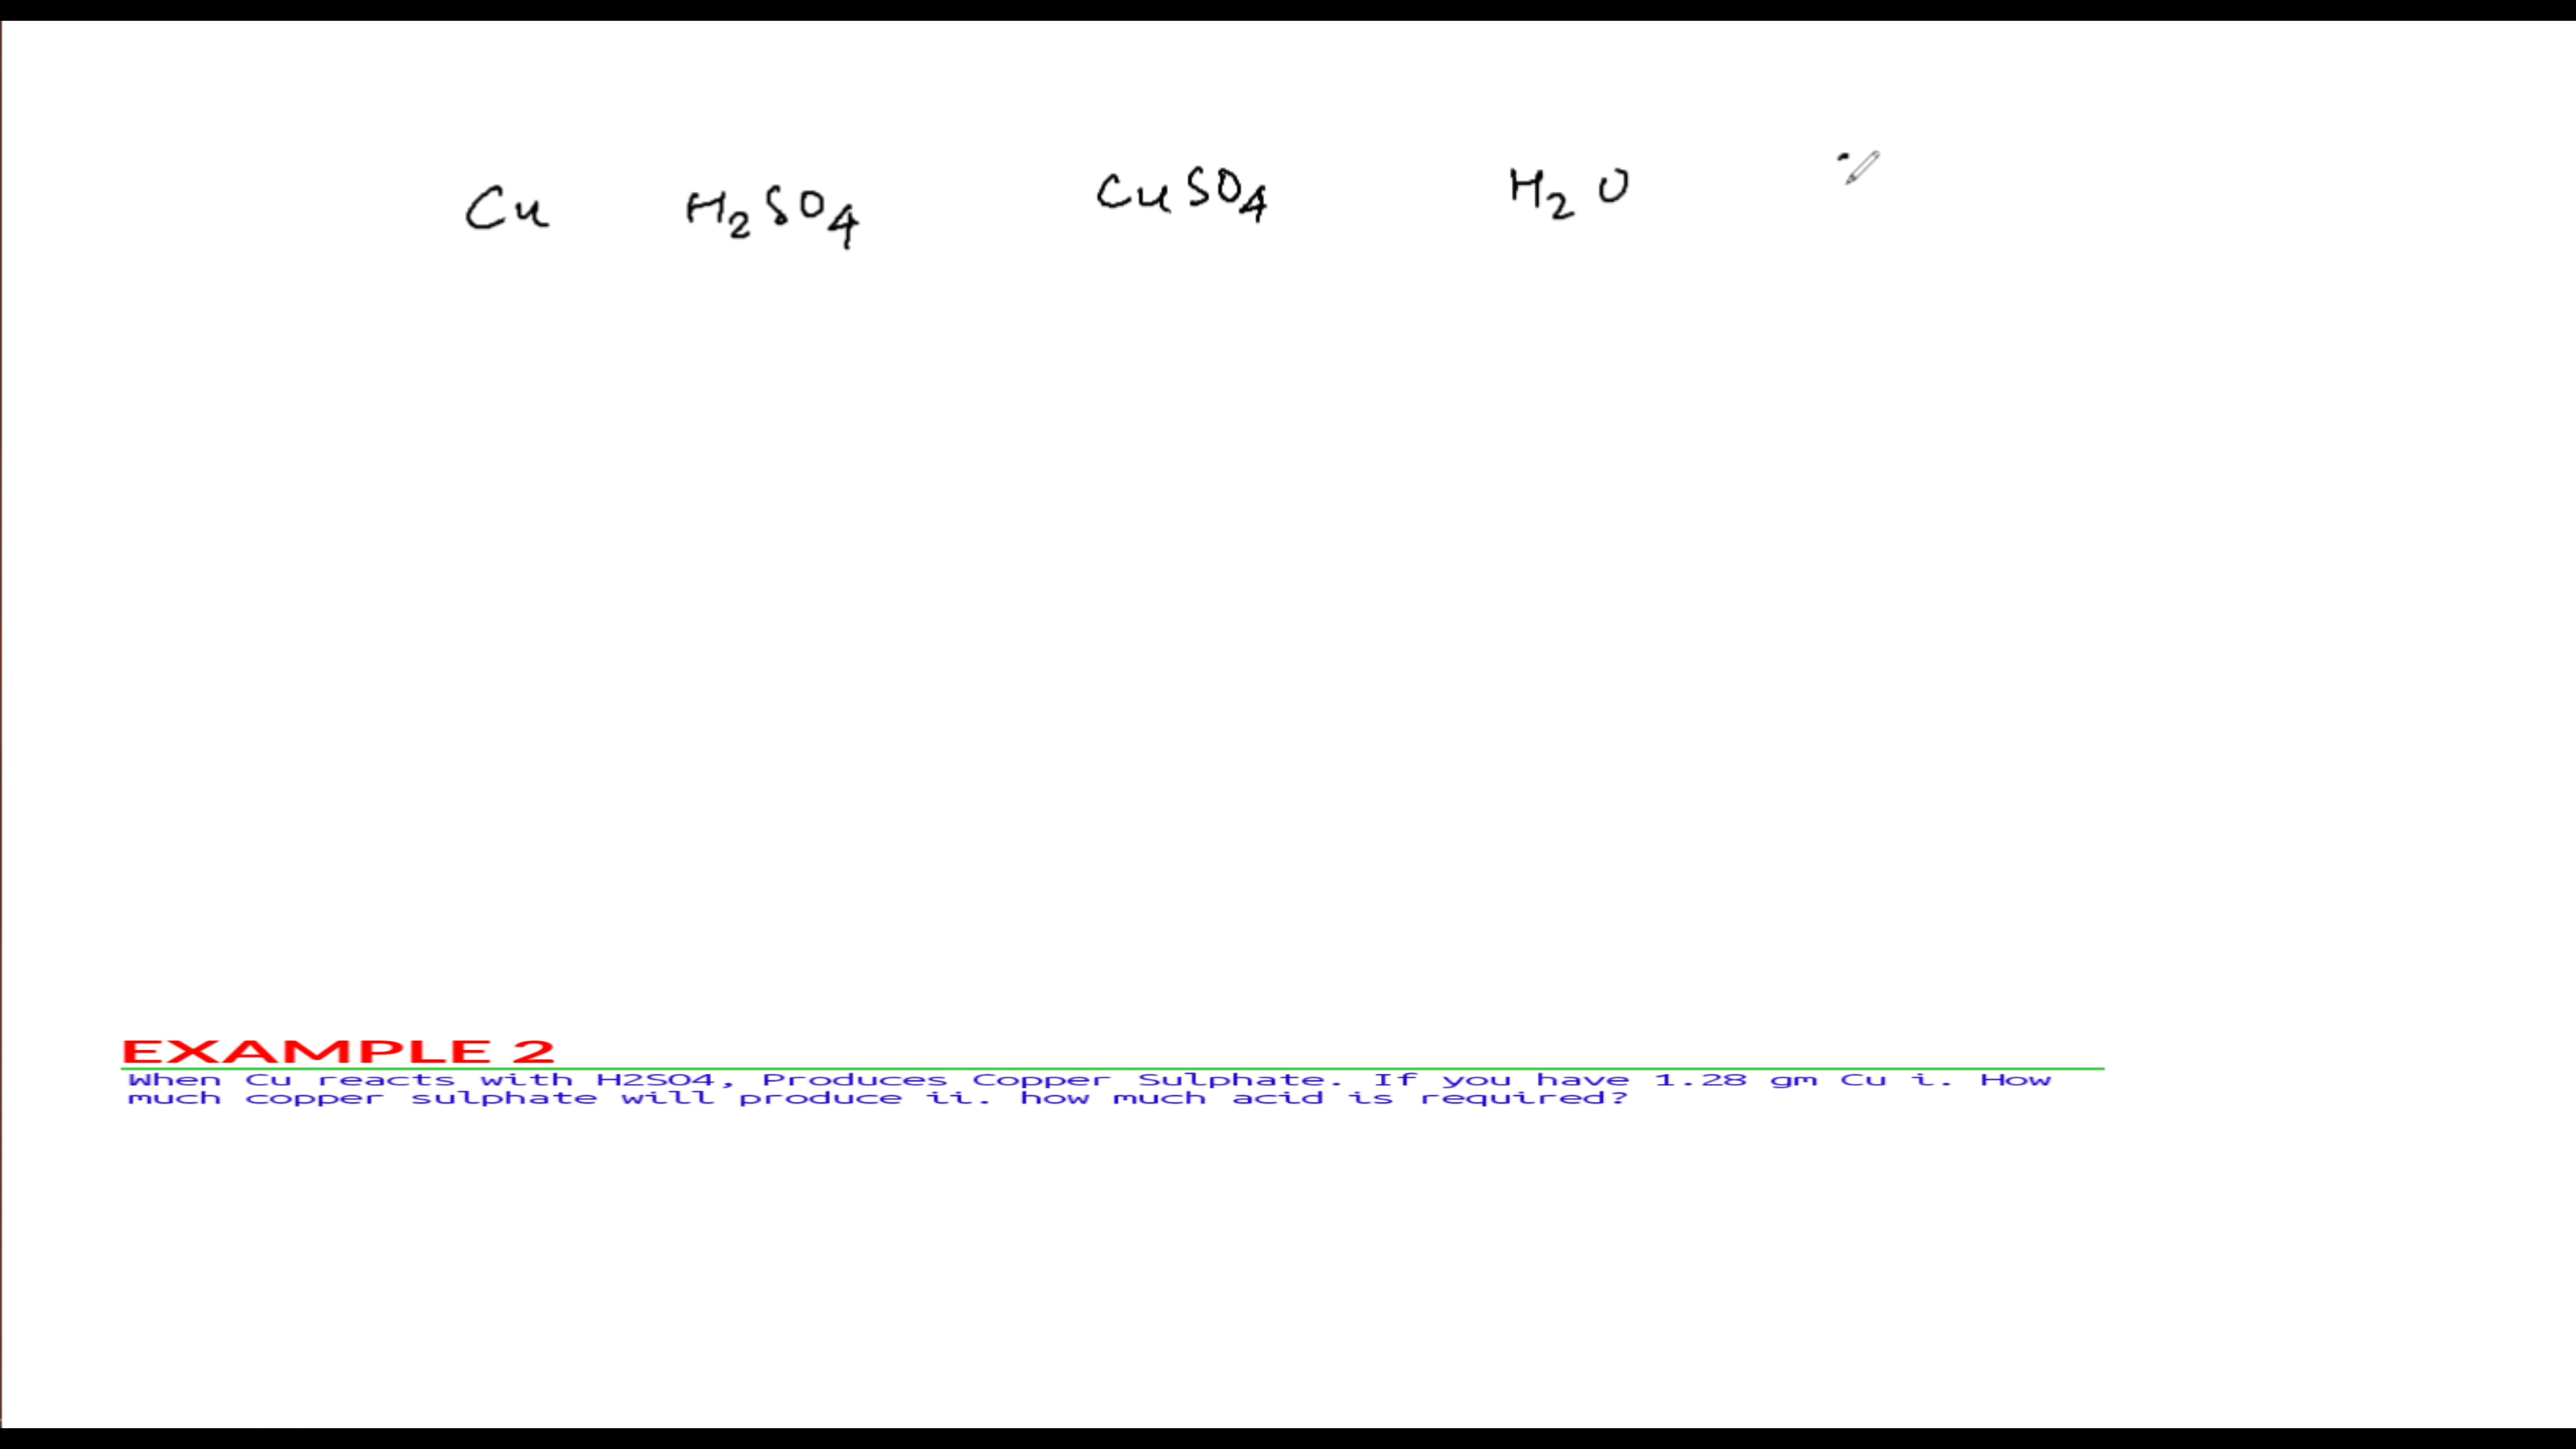 Cu H₂SO₄ CuSO₄ H₂O
EXAMPLE 2
When Cu reacts with H2SO4, Produces Copper Sulphate. If you have 1.28 gm Cu i. How
much copper sulphate will produce ii. how much acid is required?